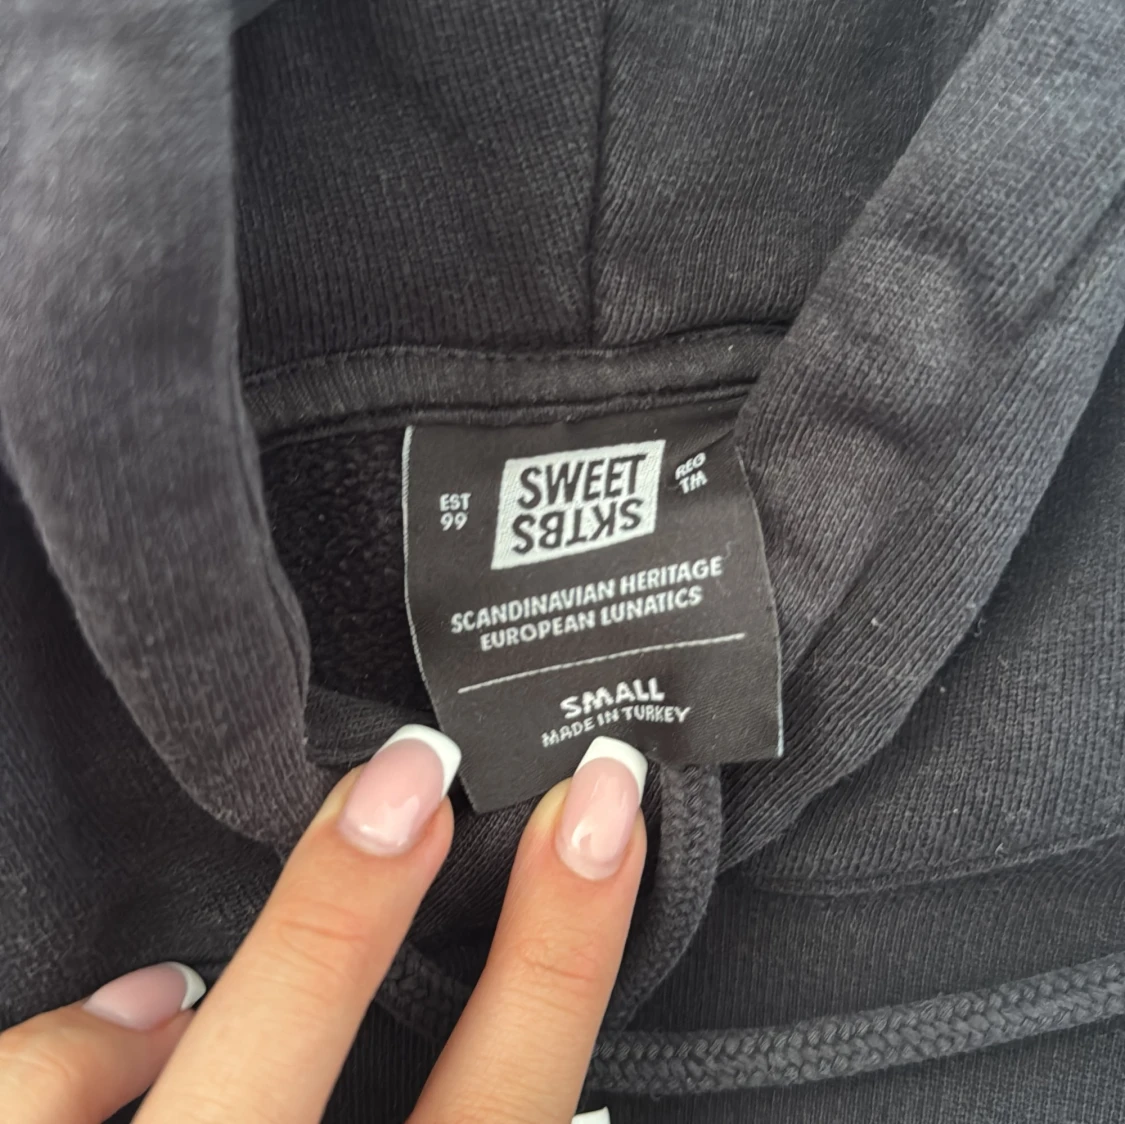 EST
99
SWEET
SKTBS
REG
TM
SCANDINAVIAN HERITAGE
EUROPEAN LUNATICS
SMALL
MADE IN TURKEY